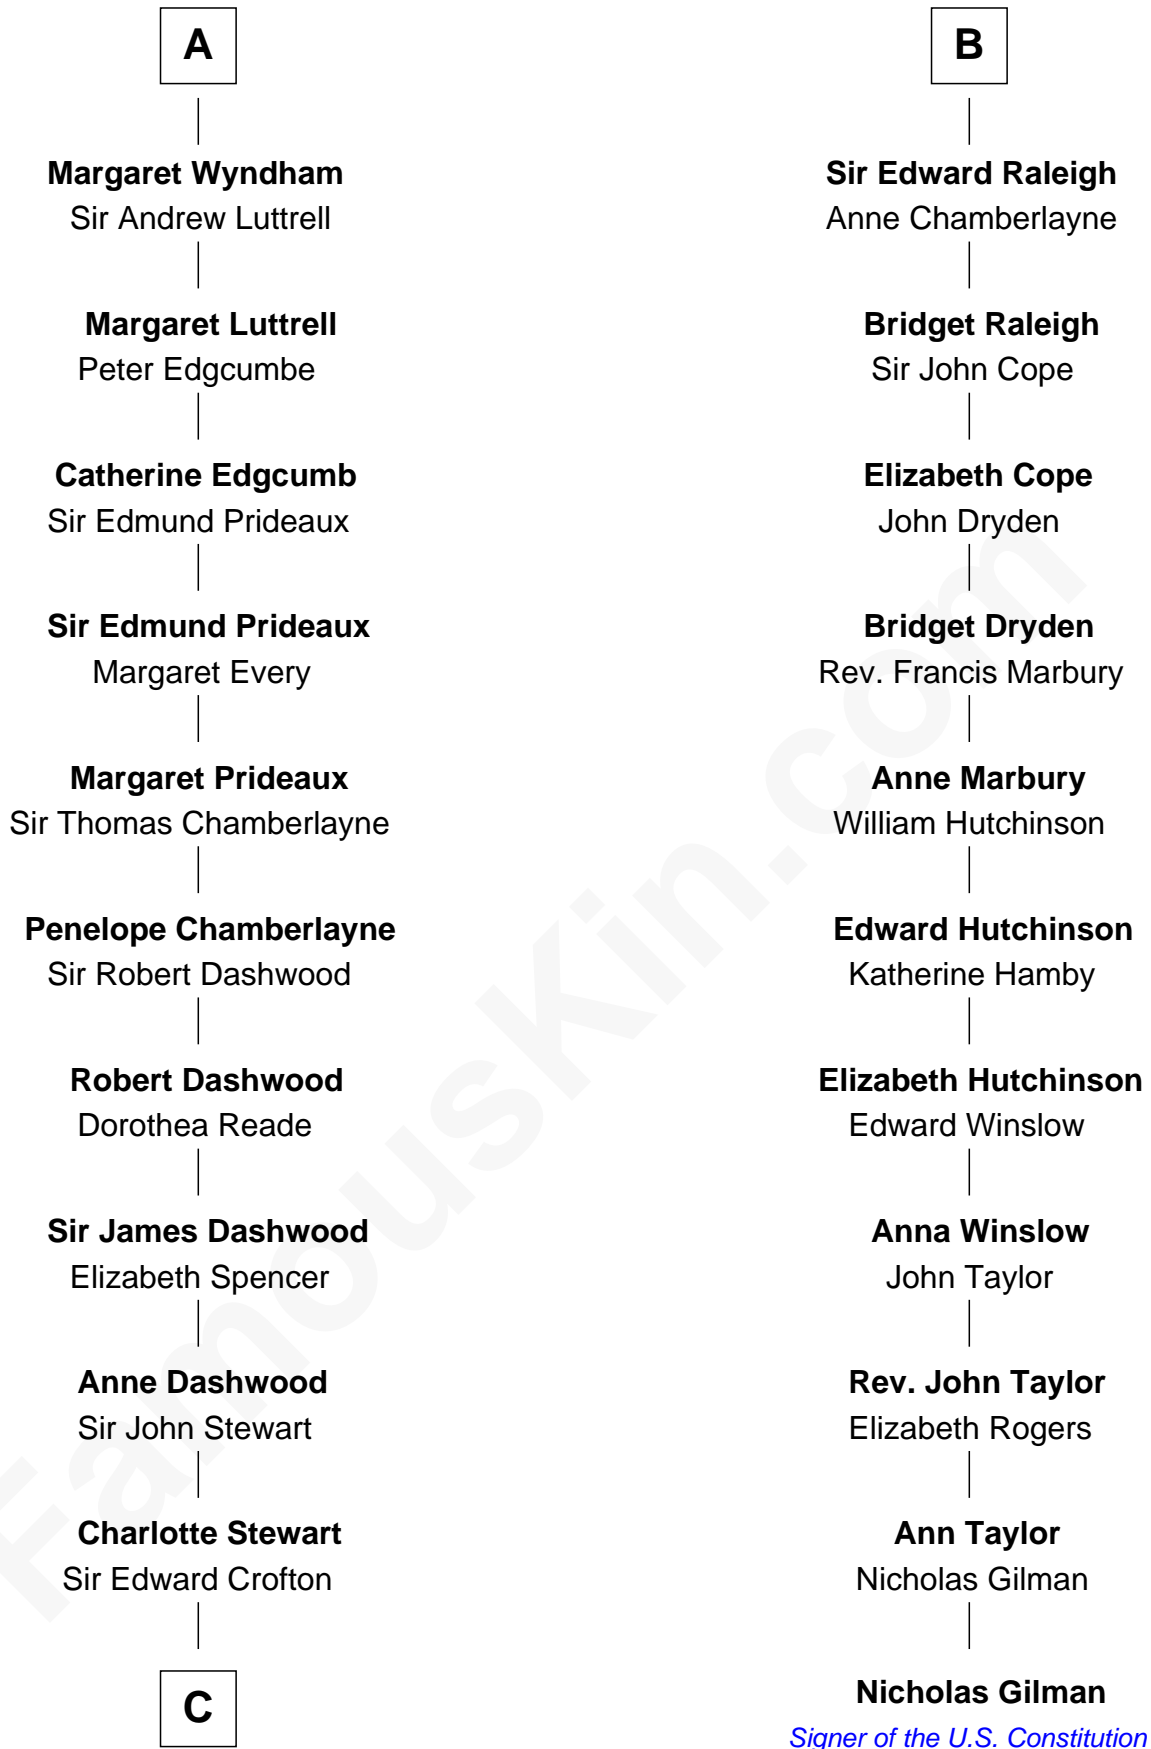 A
Margaret Wyndham
Sir Andrew Luttrell
Margaret Luttrell
Peter Edgcumbe
Catherine Edgcumb
Sir Edmund Prideaux
Sir Edmund Prideaux
Margaret Every
Margaret Prideaux
Sir Thomas Chamberlayne
Penelope Chamberlayne
Sir Robert Dashwood
Robert Dashwood
Dorothea Reade
Sir James Dashwood
Elizabeth Spencer
Anne Dashwood
Sir John Stewart
Charlotte Stewart
Sir Edward Crofton
C
B
Sir Edward Raleigh
Anne Chamberlayne
Bridget Raleigh
Sir John Cope
Elizabeth Cope
John Dryden
Bridget Dryden
Rev. Francis Marbury
Anne Marbury
William Hutchinson
Edward Hutchinson
Katherine Hamby
Elizabeth Hutchinson
Edward Winslow
Anna Winslow
John Taylor
Rev. John Taylor
Elizabeth Rogers
Ann Taylor
Nicholas Gilman
Nicholas Gilman
Signer of the U.S. Constitution
FamousKin.com